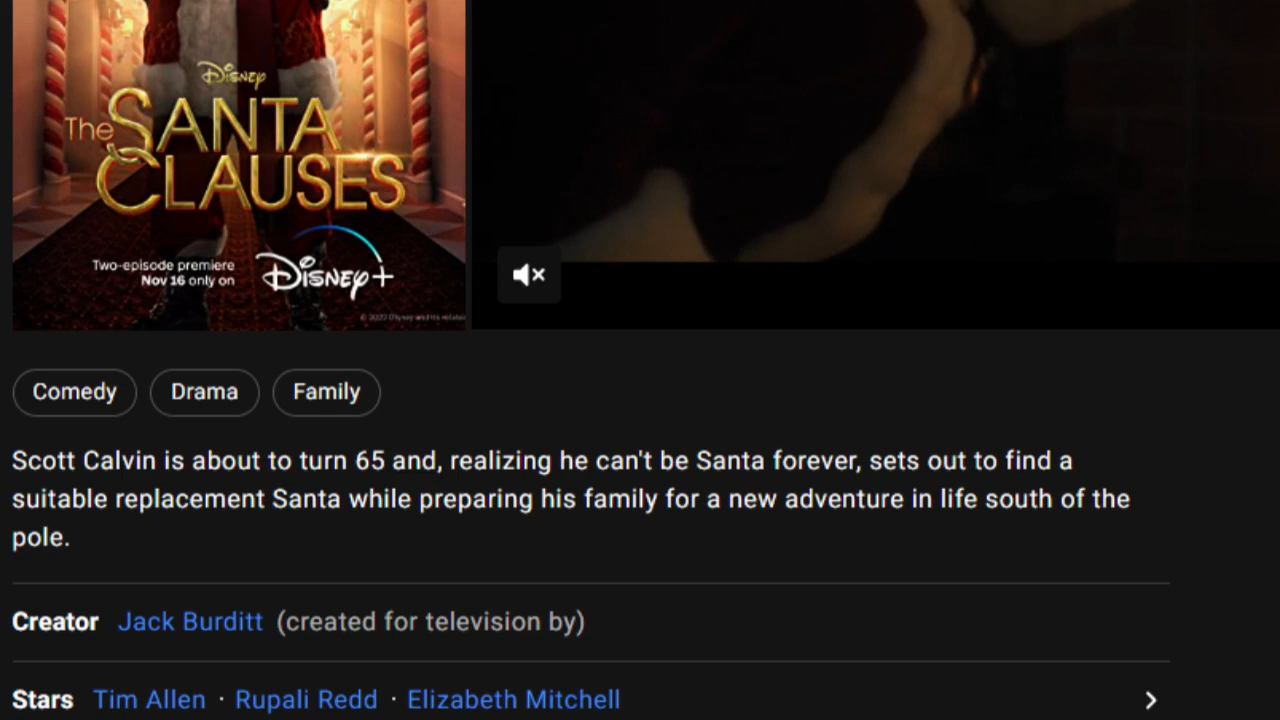 Disney
The SANTA
CLAUSES
Two-episode premiere
Nov 16 only on
Disney+
Comedy
Drama
Family
Scott Calvin is about to turn 65 and, realizing he can't be Santa forever, sets out to find a
suitable replacement Santa while preparing his family for a new adventure in life south of the
pole.
Creator Jack Burditt (created for television by)
Stars Tim Allen · Rupali Redd · Elizabeth Mitchell